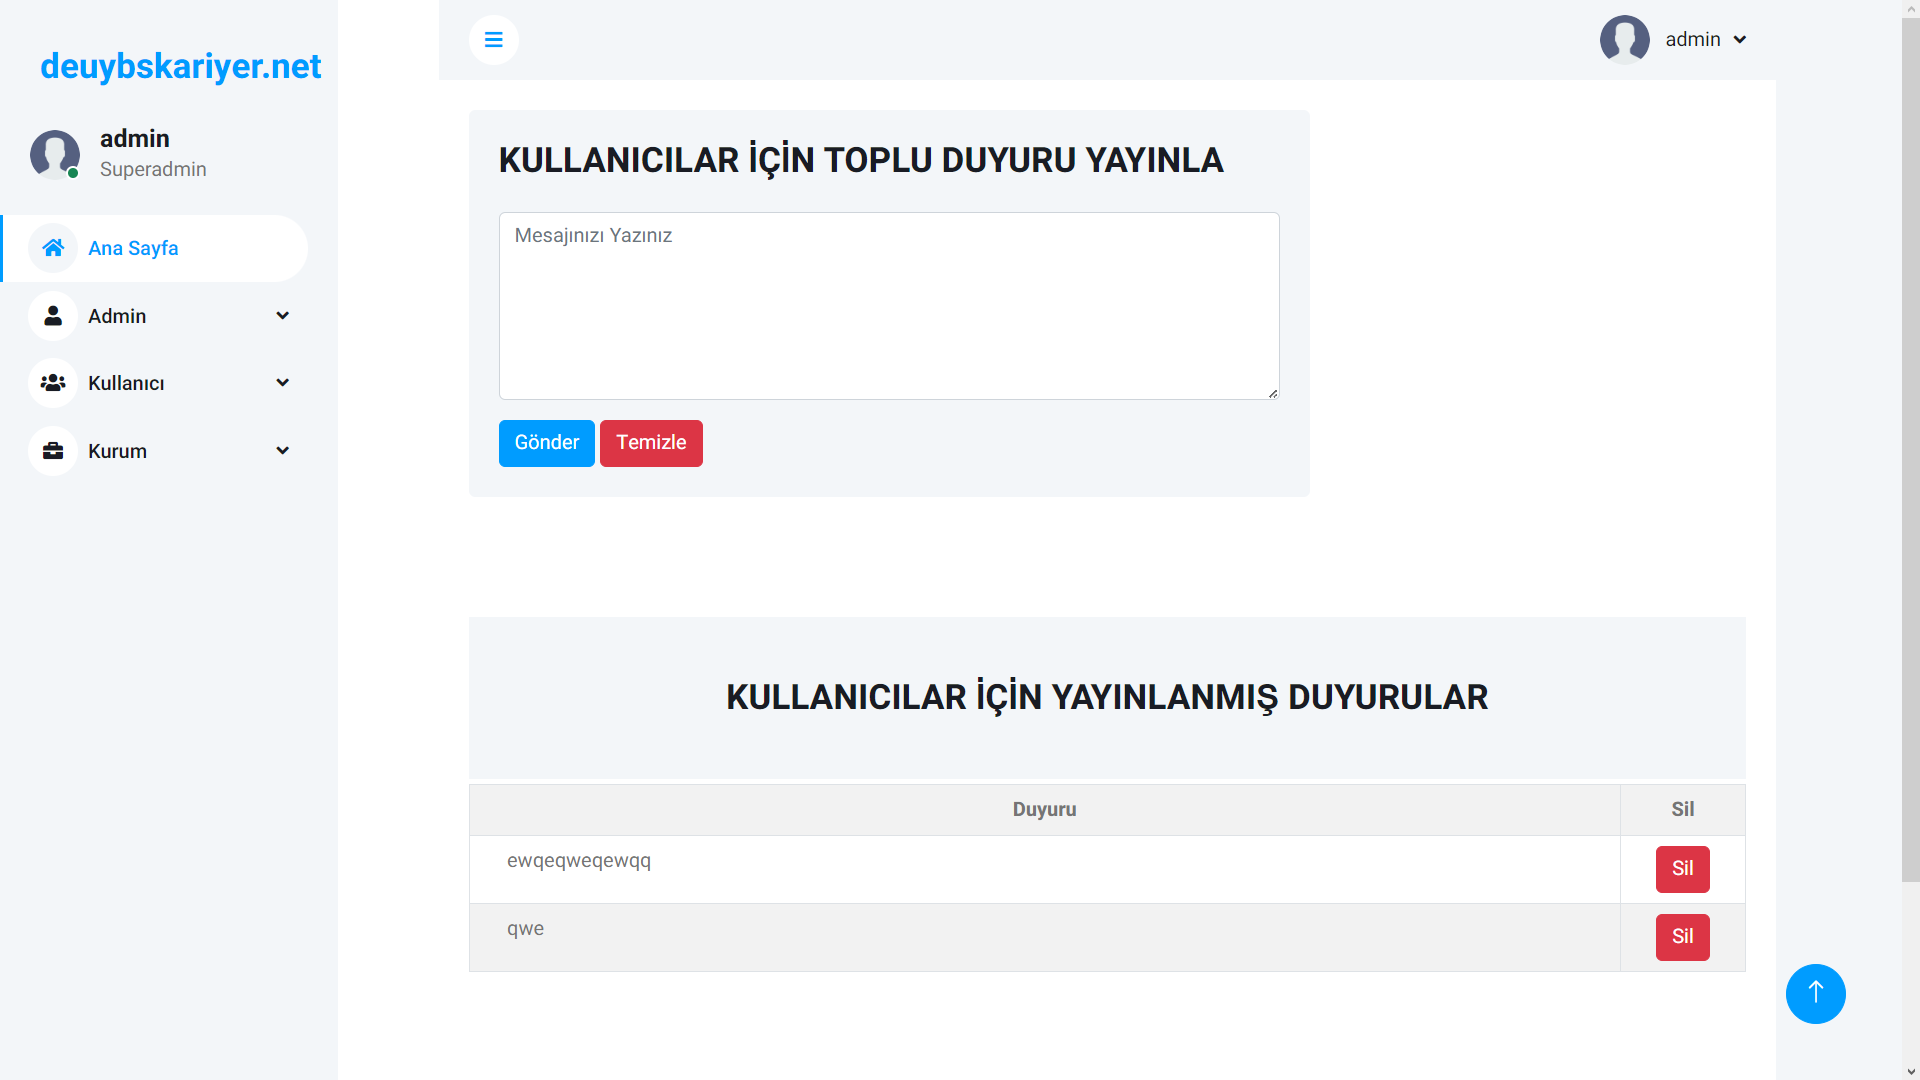 deuybskariyer.net
admin
Superadmin
Ana Sayfa
Admin
Kullanıcı
Kurum
admin
KULLANICILAR İÇİN TOPLU DUYURU YAYINLA
Mesajınızı Yazınız
Gönder Temizle
KULLANICILAR İÇİN YAYINLANMIŞ DUYURULAR
Duyuru Sil
ewqeqweqewqq Sil
qwe Sil